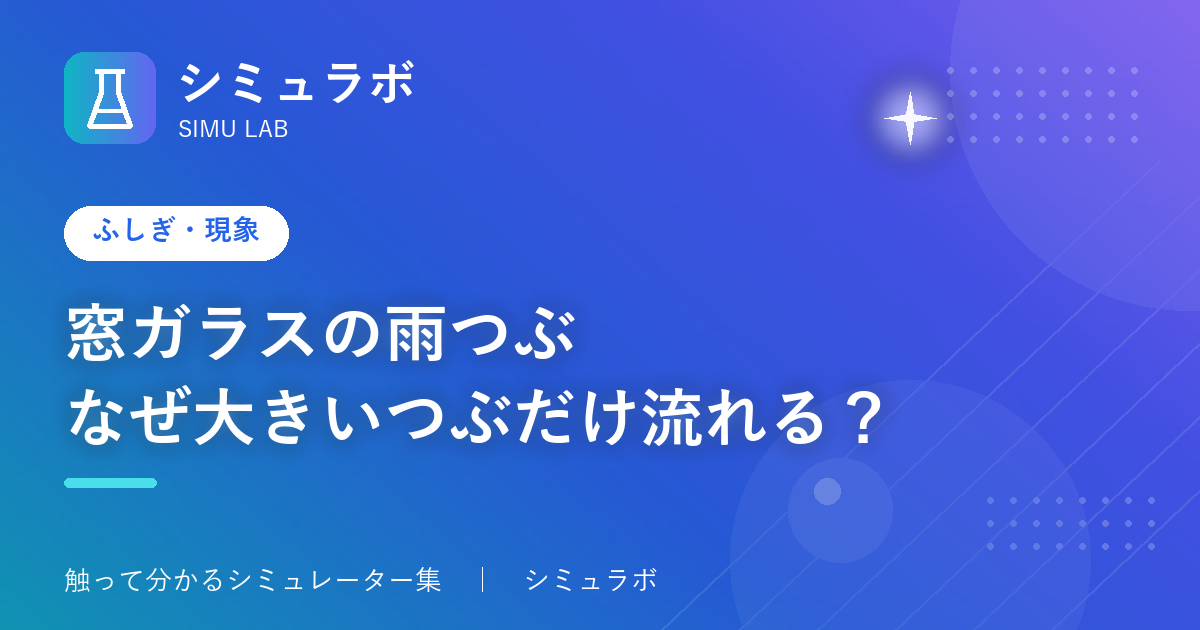 シミュラボ
SIMU LAB
ふしぎ・現象
窓ガラスの雨つぶ
なぜ大きいつぶだけ流れる？
触って分かるシミュレーター集 ｜ シミュラボ